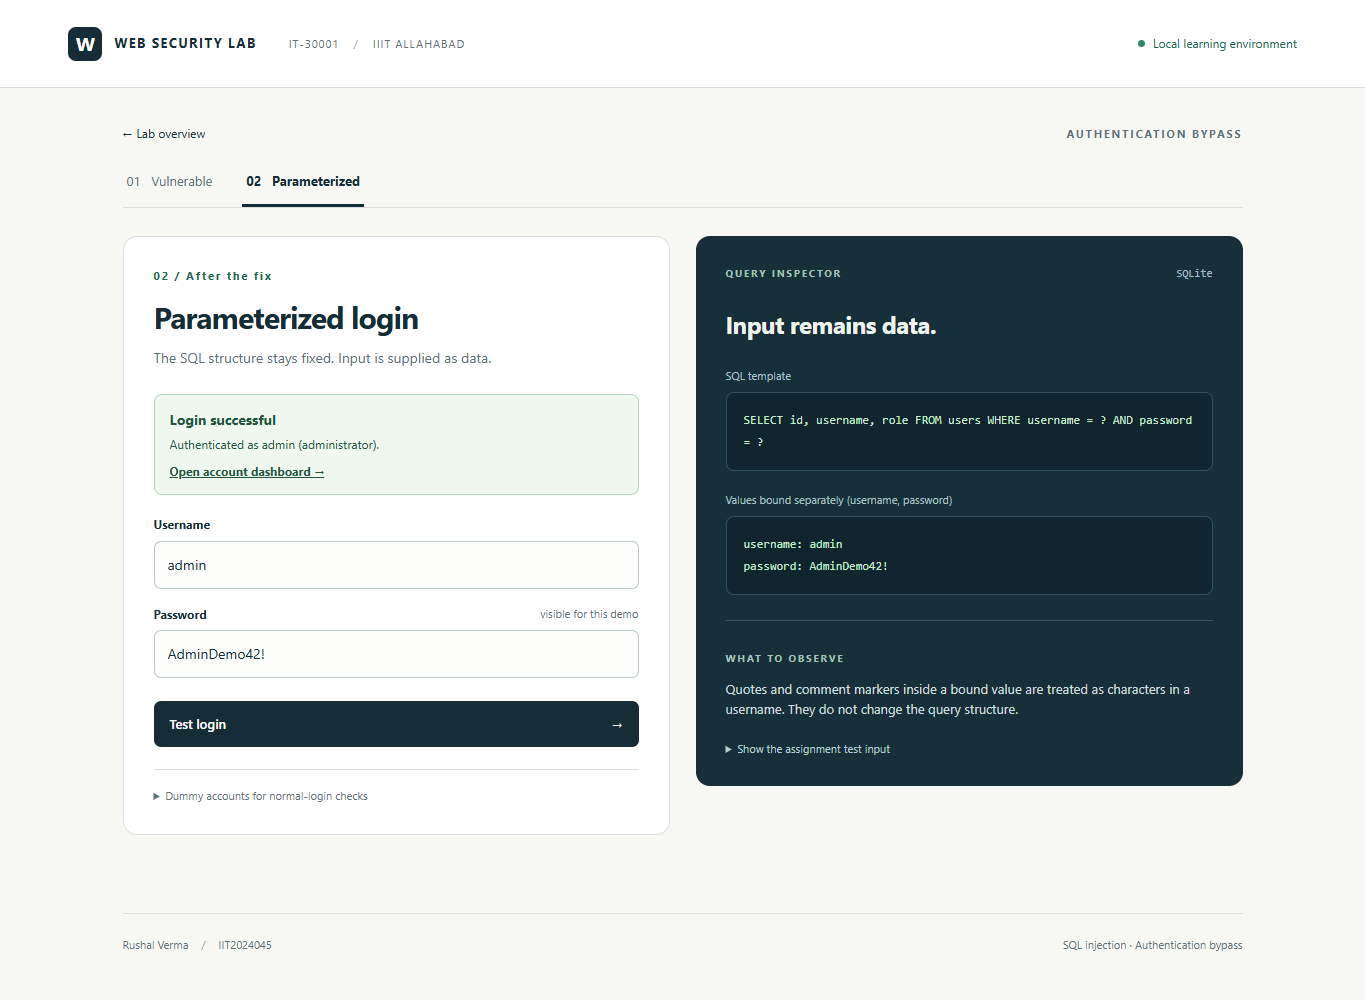 W WEB SECURITY LAB IT-30001 / IIIT ALLAHABAD Local learning environment
← Lab overview AUTHENTICATION BYPASS
01 Vulnerable 02 Parameterized
02 / After the fix
Parameterized login
The SQL structure stays fixed. Input is supplied as data.
Login successful
Authenticated as admin (administrator).
Open account dashboard →
Username
admin
Password visible for this demo
AdminDemo42!
Test login →
▶ Dummy accounts for normal-login checks
QUERY INSPECTOR SQLite
Input remains data.
SQL template
SELECT id, username, role FROM users WHERE username = ? AND password
= ?
Values bound separately (username, password)
username: admin
password: AdminDemo42!
WHAT TO OBSERVE
Quotes and comment markers inside a bound value are treated as characters in a
username. They do not change the query structure.
▶ Show the assignment test input
Rushal Verma / IIT2024045 SQL injection · Authentication bypass